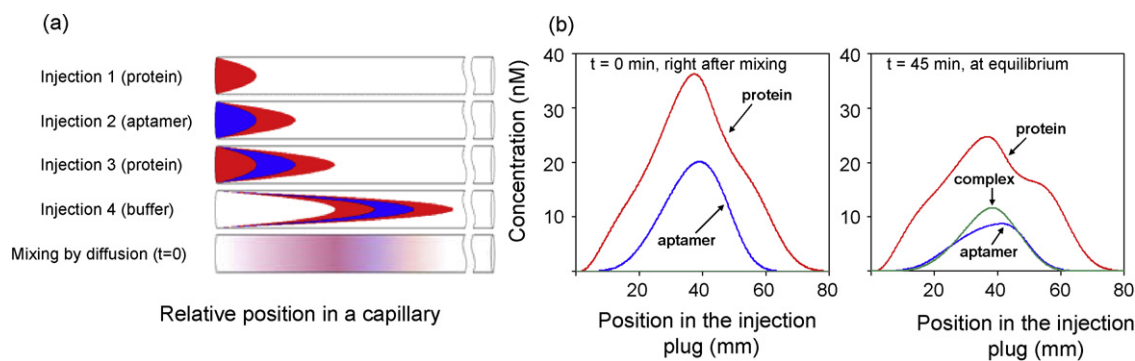 (a)
Injection 1 (protein)
Injection 2 (aptamer)
Injection 3 (protein)
Injection 4 (buffer)
Mixing by diffusion (t=0)
Relative position in a capillary
(b)
Concentration (nM)
40
30
20
10
t = 0 min, right after mixing
protein
aptamer
20 40 60 80
Position in the injection
plug (mm)
40
30
20
10
0
t = 45 min, at equilibrium
protein
complex
aptamer
20 40 60 80
Position in the injection
plug (mm)